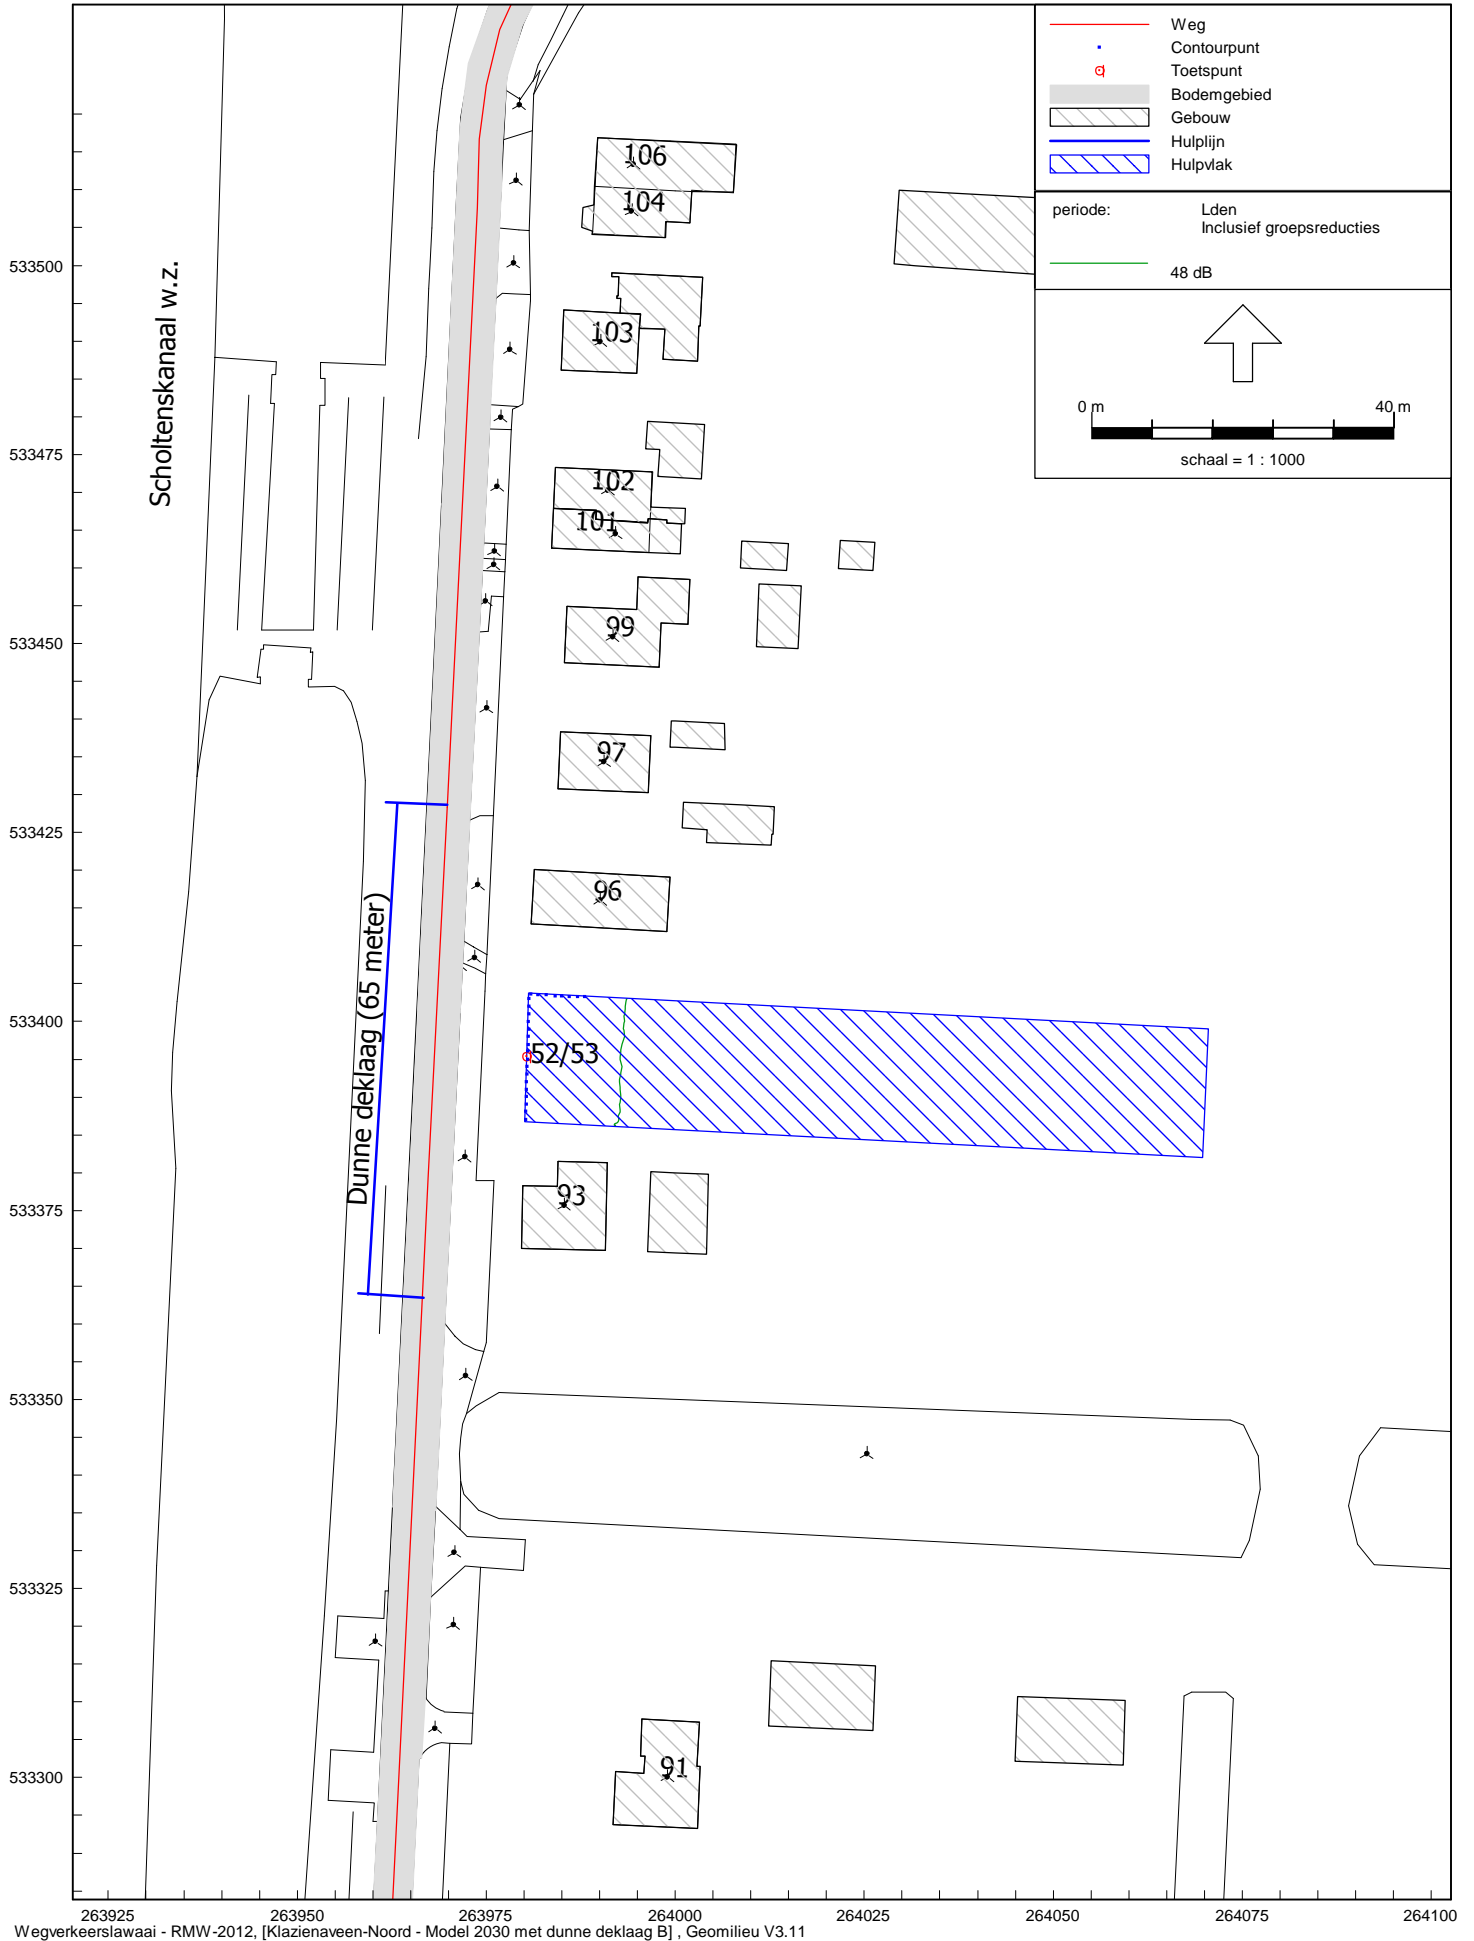 Weg
Contourpunt
Toetspunt
Bodemgebied
Gebouw
Hulplijn
Hulpvlak
periode: Lden
Inclusief groepsreducties
48 dB
0 m 40 m
schaal = 1 : 1000
Scholtenskanaal w.z.
106
104
103
102
101
99
97
96
Dunne deklaag (65 meter)
52/53
93
91
533500
533475
533450
533425
533400
533375
533350
533325
533300
263925 263950 263975 264000 264025 264050 264075 264100
Wegverkeerslawaai - RMW-2012, [Klazienaveen-Noord - Model 2030 met dunne deklaag B] , Geomilieu V3.11